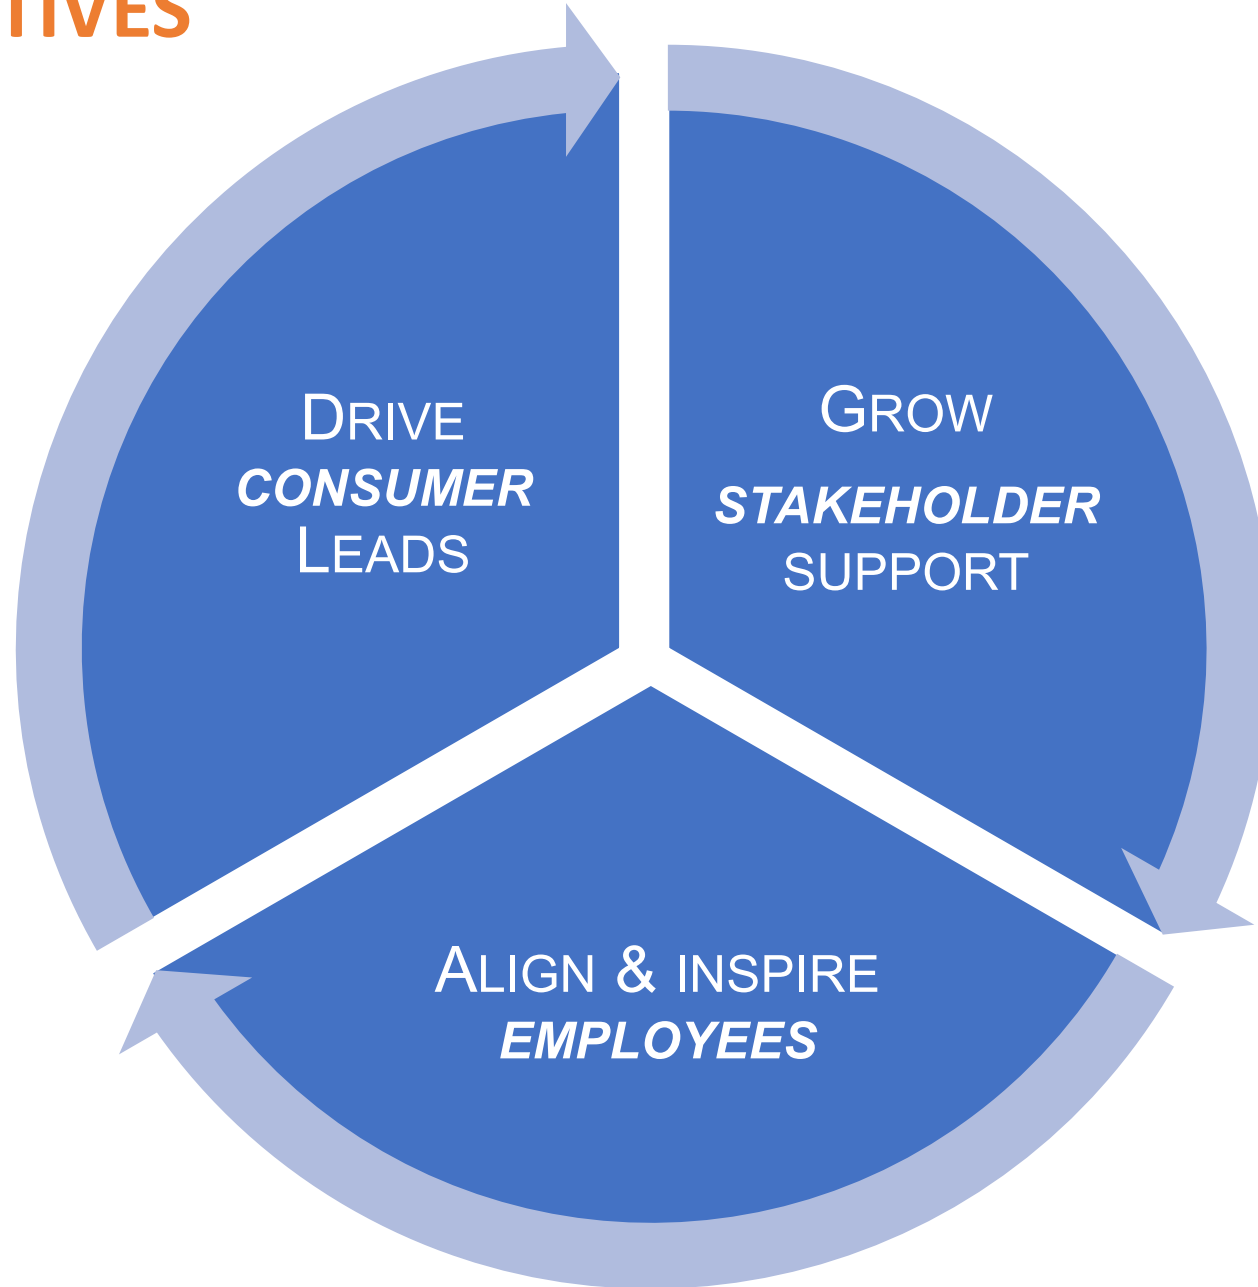 TIVES
DRIVE
CONSUMER
LEADS
GROW
STAKEHOLDER
SUPPORT
ALIGN & INSPIRE
EMPLOYEES